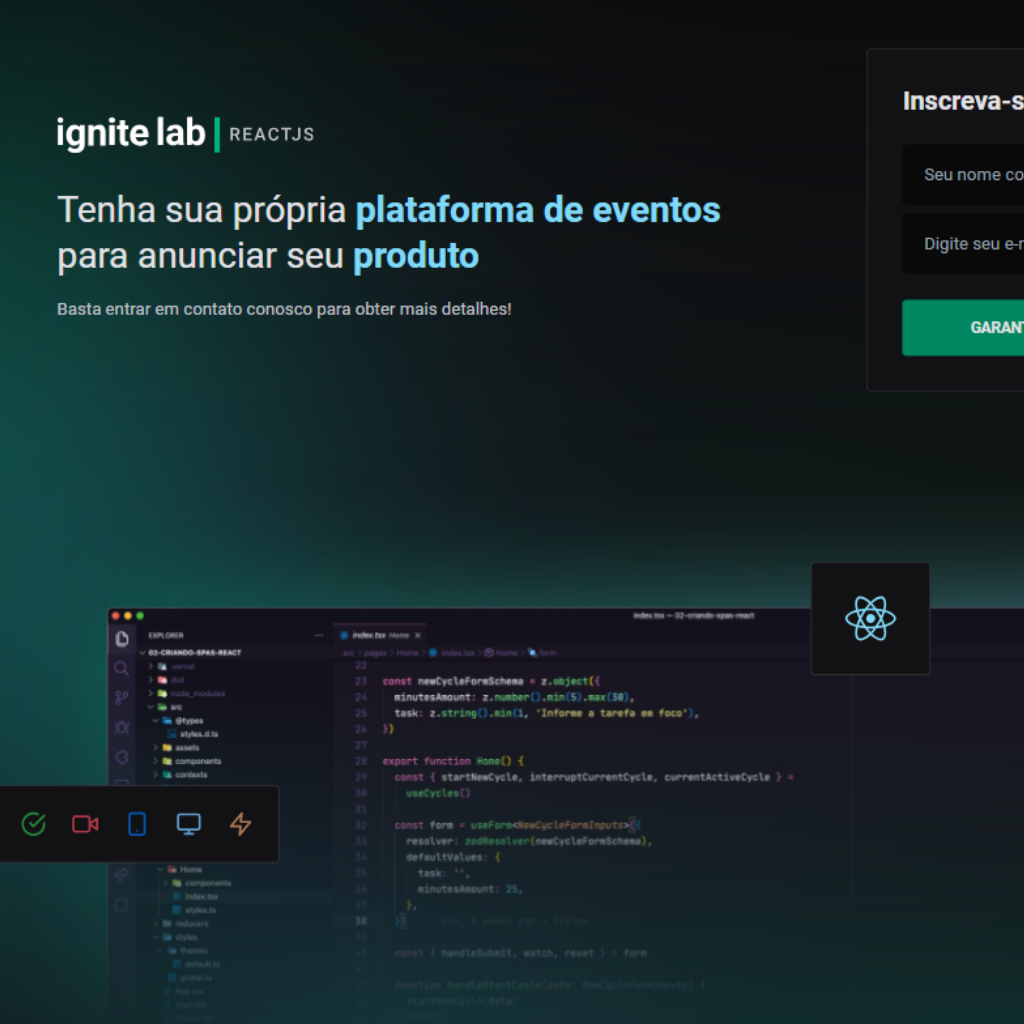 ignite lab | REACTJS
Tenha sua própria plataforma de eventos
para anunciar seu produto
Basta entrar em contato conosco para obter mais detalhes!
Inscreva-s
Seu nome co
Digite seu e-
GARANT
index.tsx — 02-criando-spas-react
EXPLORER
02-CRIANDO-SPAS-REACT
.vercel
dist
node_modules
src
@types
styles.d.ts
assets
components
contexts
Home
components
index.tsx
styles.ts
reducers
styles
themes
default.ts
global.ts
App.tsx
index.tsx Home
src > pages > Home > index.tsx > Home > form
22
23 const newCycleFormSchema = z.object({
24 minutesAmount: z.number().min(5).max(30),
25 task: z.string().min(1, 'Informe a tarefa em foco'),
26 })
27
28 export function Home() {
29 const { startNewCycle, interruptCurrentCycle, currentActiveCycle } =
30 useCycles()
31
32 const form = useForm<NewCycleFormInputs>({
33 resolver: zodResolver(newCycleFormSchema),
34 defaultValues: {
35 task: '',
36 minutesAmount: 25,
37 },
38 })
39
40 const { handleSubmit, watch, reset } = form
41
42 function handleStartCycle(data: NewCycleFormInputs) {
startNewCycle(data)